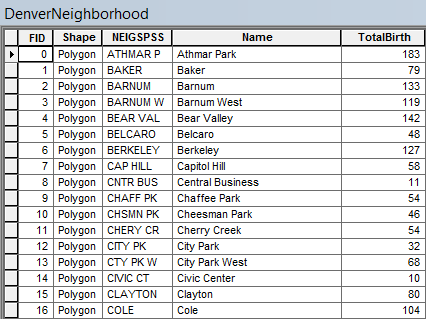 DenverNeighborhood
FID Shape NEIGSPSS Name TotalBirth
0 Polygon ATHMAR P Athmar Park 183
1 Polygon BAKER Baker 79
2 Polygon BARNUM Barnum 133
3 Polygon BARNUM W Barnum West 119
4 Polygon BEAR VAL Bear Valley 142
5 Polygon BELCARO Belcaro 48
6 Polygon BERKELEY Berkeley 127
7 Polygon CAP HILL Capitol Hill 58
8 Polygon CNTR BUS Central Business 11
9 Polygon CHAFF PK Chaffee Park 54
10 Polygon CHSMN PK Cheesman Park 46
11 Polygon CHERY CR Cherry Creek 54
12 Polygon CITY PK City Park 32
13 Polygon CTY PK W City Park West 68
14 Polygon CIVIC CT Civic Center 10
15 Polygon CLAYTON Clayton 80
16 Polygon COLE Cole 104